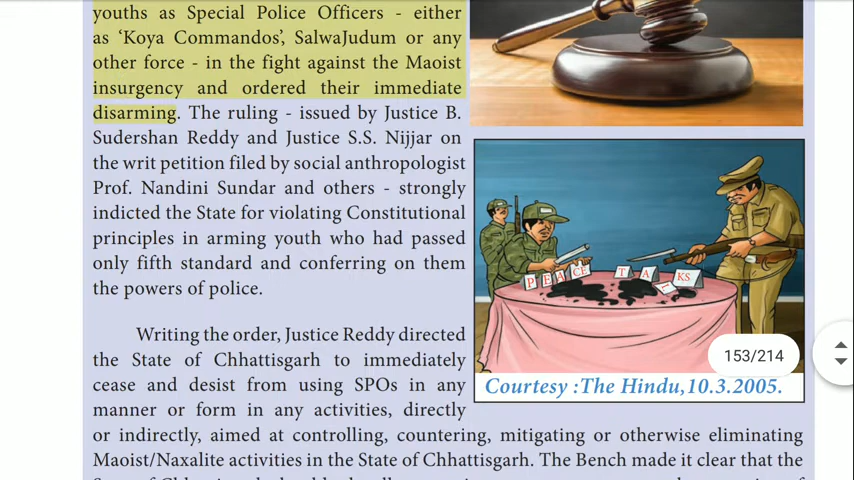 youths as Special Police Officers - either
as ‘Koya Commandos’, SalwaJudum or any
other force - in the fight against the Maoist
insurgency and ordered their immediate
disarming. The ruling - issued by Justice B.
Sudershan Reddy and Justice S.S. Nijjar on
the writ petition filed by social anthropologist
Prof. Nandini Sundar and others - strongly
indicted the State for violating Constitutional
principles in arming youth who had passed
only fifth standard and conferring on them
the powers of police.
Writing the order, Justice Reddy directed
the State of Chhattisgarh to immediately
cease and desist from using SPOs in any
manner or form in any activities, directly
or indirectly, aimed at controlling, countering, mitigating or otherwise eliminating
Maoist/Naxalite activities in the State of Chhattisgarh. The Bench made it clear that the
PEACE TALKS
153/214
Courtesy :The Hindu,10.3.2005.